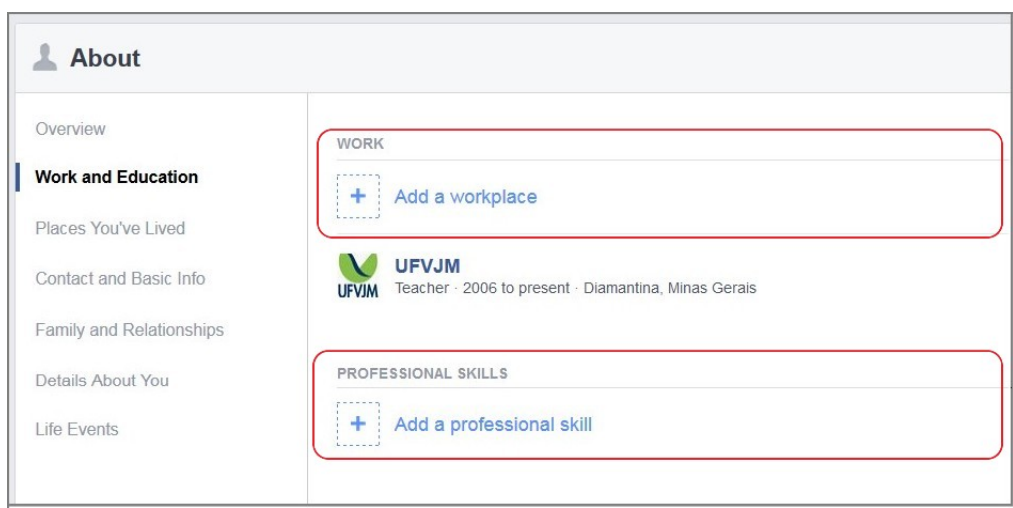 About
Overview
Work and Education
Places You've Lived
Contact and Basic Info
Family and Relationships
Details About You
Life Events
WORK
+ Add a workplace
UFVJM
UFVJM
Teacher · 2006 to present · Diamantina, Minas Gerais
PROFESSIONAL SKILLS
+ Add a professional skill